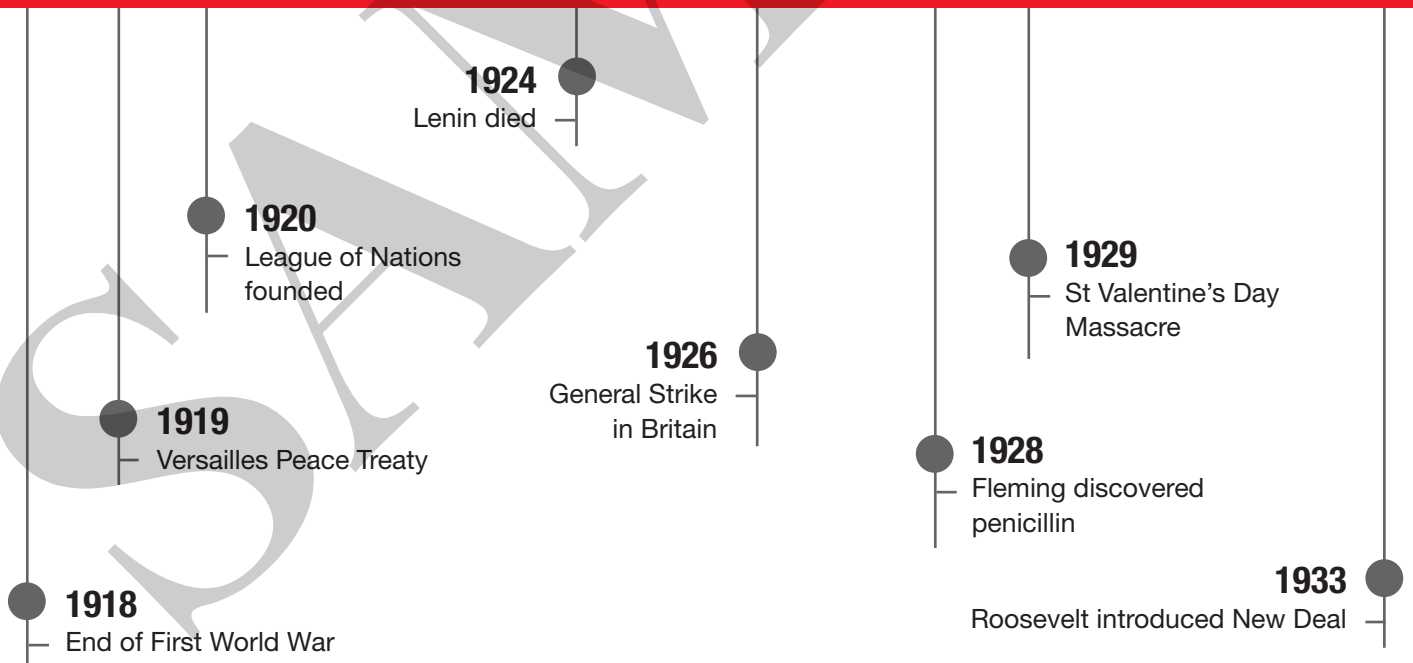 1924
Lenin died
1920
League of Nations
founded
1929
St Valentine’s Day
Massacre
1926
General Strike
in Britain
1919
Versailles Peace Treaty
1928
Fleming discovered
penicillin
1933
Roosevelt introduced New Deal
1918
End of First World War
SAM